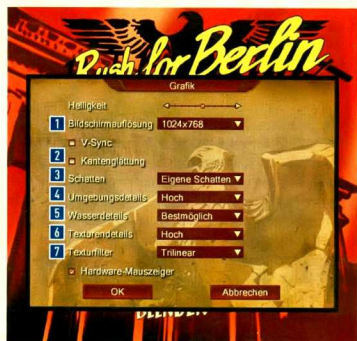 Rush for Berlin
Grafik
Helligkeit
1 Bildschirmauflösung 1024x768
V-Sync
2 Kantenglättung
3 Schatten Eigene Schatten
4 Umgebungsdetails Hoch
5 Wasserdetails Bestmöglich
6 Texturendetails Hoch
7 Texturfilter Trilinear
Hardware-Mauszeiger
OK Abbrechen